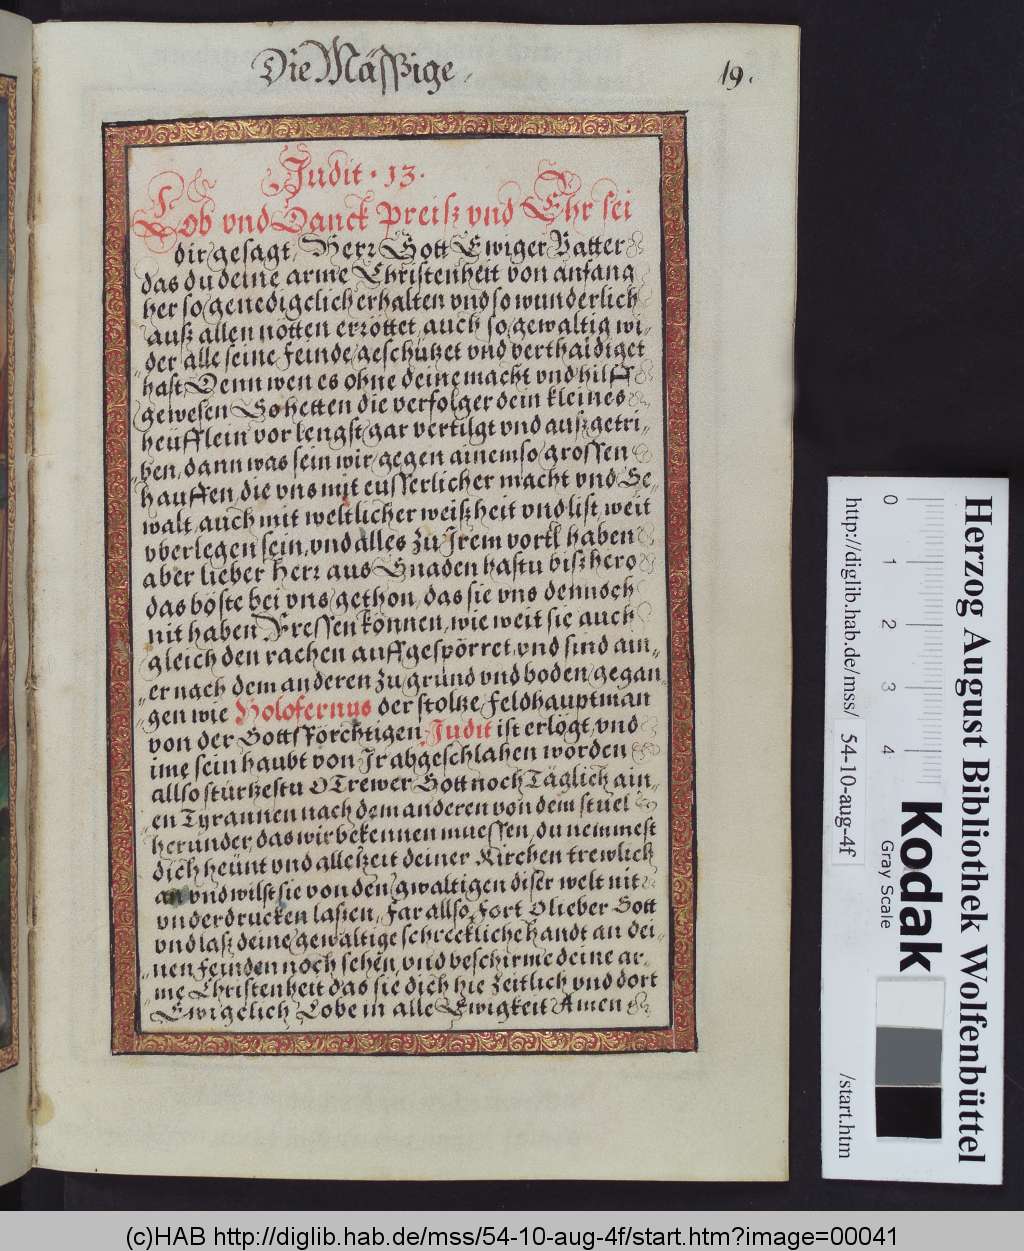 Die Mässige.
19.
Judit · 13 ·
Lob vnd Danck preisz vnd Ehr sei
dir gesagt, Herr Gott Ewiger Vatter
das du deine arme Christenheit von anfang
her so genedigelich erhalten vnd so wunderlich
ausz allen nötten erröttet auch so gewaltig wi-
der alle seine feinde geschützet vnd verthaidiget
hast, Denn wen es ohne deine macht vnd hilff
gewesen So hetten die verfolger dein kleines
heüfflein vor lengst gar vertilgt vnd ausz getri-
ben, dann was sein wir gegen ainem so grossen
hauffen, die vns mit eusserlicher macht vnd Ge-
walt, auch mit weltlicher weiszheit vnd list weit
vberlegen sein, vnd alles zu Irem vortl haben
aber lieber Herr aus Gnaden hastu biszhero
das böste bei vns gethon, das sie vns dennoch
nit haben Fressen können, wie weit sie auch
gleich den rachen auffgespörret, vnd sind ain-
er nach dem anderen zu grund vnd boden gegan-
gen wie Holofernus der stoltze Feldhauptman
von der Gottsförchtigen Judit ist erlögt, vnd
ime sein haubt von Ir abgeschlahen worden
allso stürtzestu O Trewer Gott noch Täglich ain-
en Tyrannen nach dem anderen von dem stuel
herunder, das wir bekennen muessen, du nemmest
dich heünt vnd alletzeit deiner Kirchen trewlich
an vnd wilst sie von den gwaltigen diser welt nit
vnderdrucken laszen, Far allso fort O lieber Gott
vnd lasz deine gewaltige schreckliche handt an dei-
nen feinden noch sehen, vnd beschirme deine ar-
me Christenheit das sie dich hie zeitlich vnd dort
Ewigelich Lobe in alle Ewigkeit Amen
Herzog August Bibliothek Wolfenbüttel
0 1 2 3 4
Kodak
Gray Scale
http://diglib.hab.de/mss/ 54-10-aug-4f /start.htm
(c)HAB http://diglib.hab.de/mss/54-10-aug-4f/start.htm?image=00041